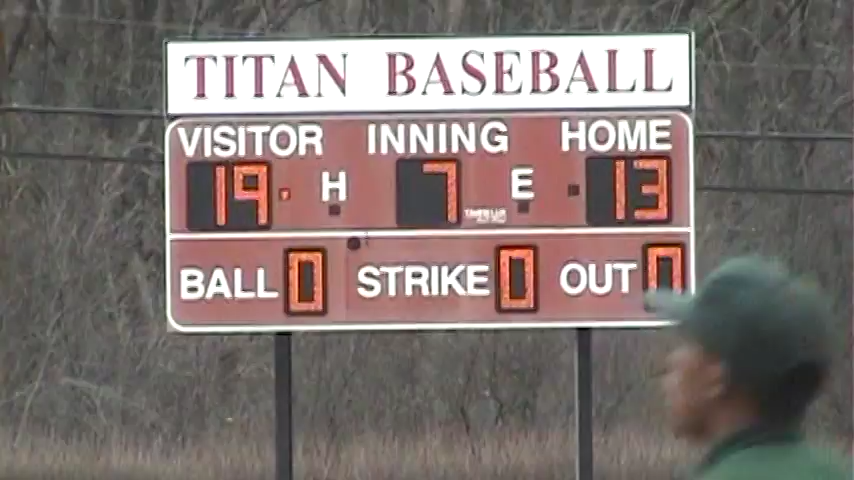 TITAN BASEBALL
VISITOR INNING HOME
19 H 7 E 13
BALL 0 STRIKE 0 OUT 0